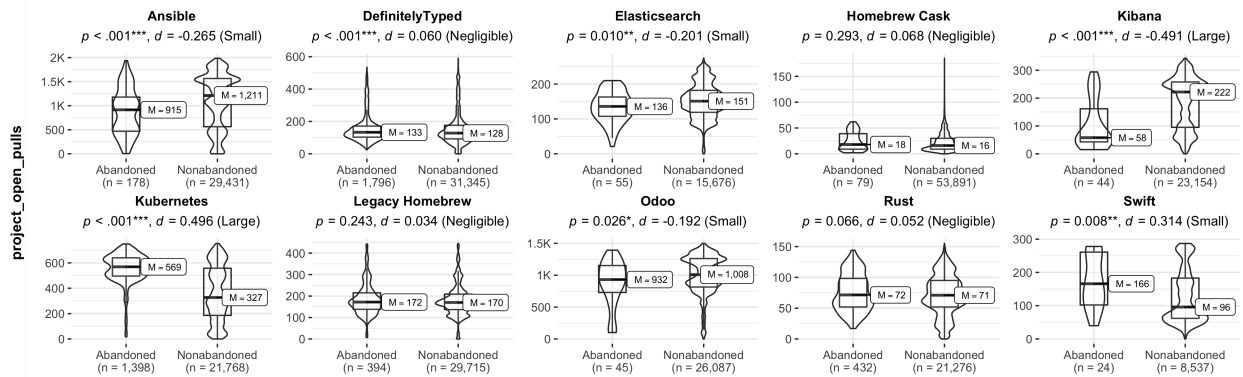 project_open_pulls
Ansible
p < .001***, d = -0.265 (Small)
2K
1.5K
1K
500
0
M = 915
M = 1,211
Abandoned
(n = 178)
Nonabandoned
(n = 29,431)
DefinitelyTyped
p < .001***, d = 0.060 (Negligible)
600
400
200
0
M = 133
M = 128
Abandoned
(n = 1,796)
Nonabandoned
(n = 31,345)
Elasticsearch
p = 0.010**, d = -0.201 (Small)
200
100
0
M = 136
M = 151
Abandoned
(n = 55)
Nonabandoned
(n = 15,676)
Homebrew Cask
p = 0.293, d = 0.068 (Negligible)
150
100
50
0
M = 18
M = 16
Abandoned
(n = 79)
Nonabandoned
(n = 53,891)
Kibana
p < .001***, d = -0.491 (Large)
300
200
100
0
M = 58
M = 222
Abandoned
(n = 44)
Nonabandoned
(n = 23,154)
Kubernetes
p < .001***, d = 0.496 (Large)
600
400
200
0
M = 569
M = 327
Abandoned
(n = 1,398)
Nonabandoned
(n = 21,768)
Legacy Homebrew
p = 0.243, d = 0.034 (Negligible)
400
300
200
100
0
M = 172
M = 170
Abandoned
(n = 394)
Nonabandoned
(n = 29,715)
Odoo
p = 0.026*, d = -0.192 (Small)
1.5K
1K
500
0
M = 932
M = 1,008
Abandoned
(n = 45)
Nonabandoned
(n = 26,087)
Rust
p = 0.066, d = 0.052 (Negligible)
150
100
50
0
M = 72
M = 71
Abandoned
(n = 432)
Nonabandoned
(n = 21,276)
Swift
p = 0.008**, d = 0.314 (Small)
300
200
100
0
M = 166
M = 96
Abandoned
(n = 24)
Nonabandoned
(n = 8,537)